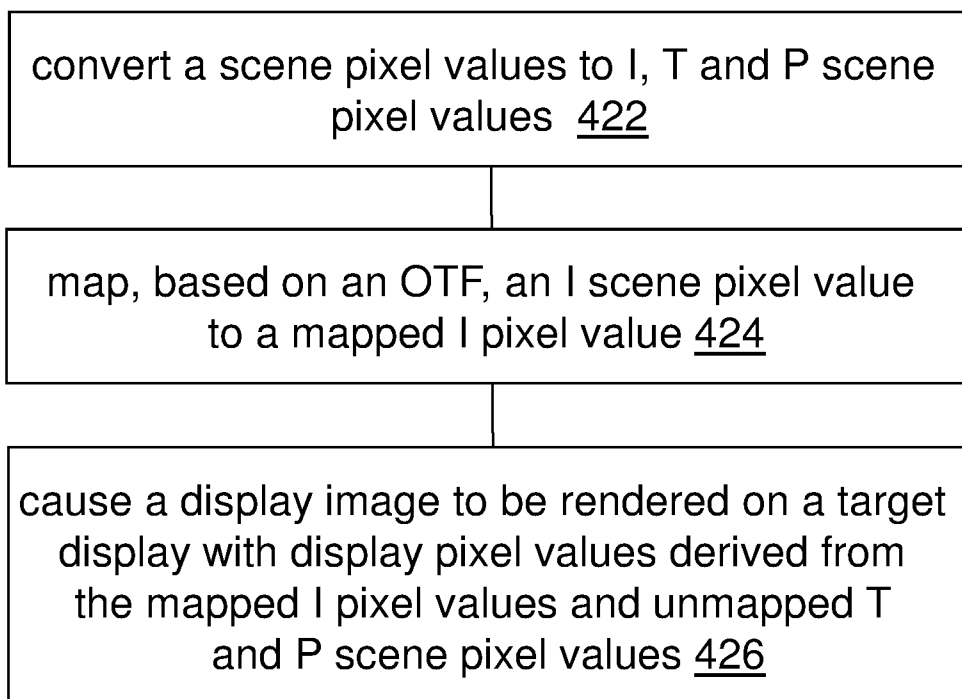 convert a scene pixel values to I, T and P scene
pixel values 422
map, based on an OTF, an I scene pixel value
to a mapped I pixel value 424
cause a display image to be rendered on a target
display with display pixel values derived from
the mapped I pixel values and unmapped T
and P scene pixel values 426